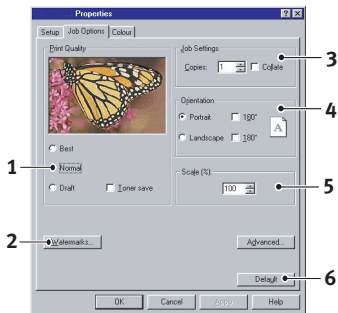 Properties
Setup Job Options Colour
Print Quality
Best
Normal
Draft Toner save
Watermarks...
Job Settings
Copies: 1 Collate
Orientation
Portrait 180°
Landscape 180°
A
Scale (%)
100
Advanced...
Default
OK Cancel Apply Help
1
2
3
4
5
6